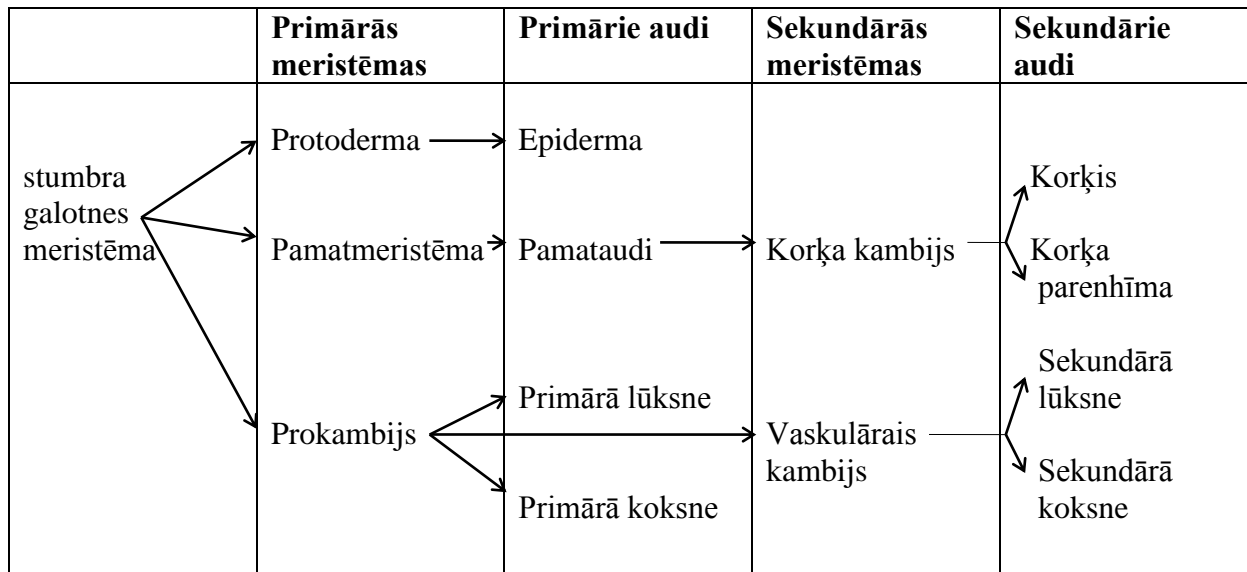 Primārās
meristēmas
Primārie audi
Sekundārās
meristēmas
Sekundārie
audi
stumbra
galotnes
meristēma
Protoderma
Epiderma
Pamatmeristēma
Pamataudi
Korķa kambijs
Korķis
Korķa
parenhīma
Prokambijs
Primārā lūksne
Primārā koksne
Vaskulārais
kambijs
Sekundārā
lūksne
Sekundārā
koksne